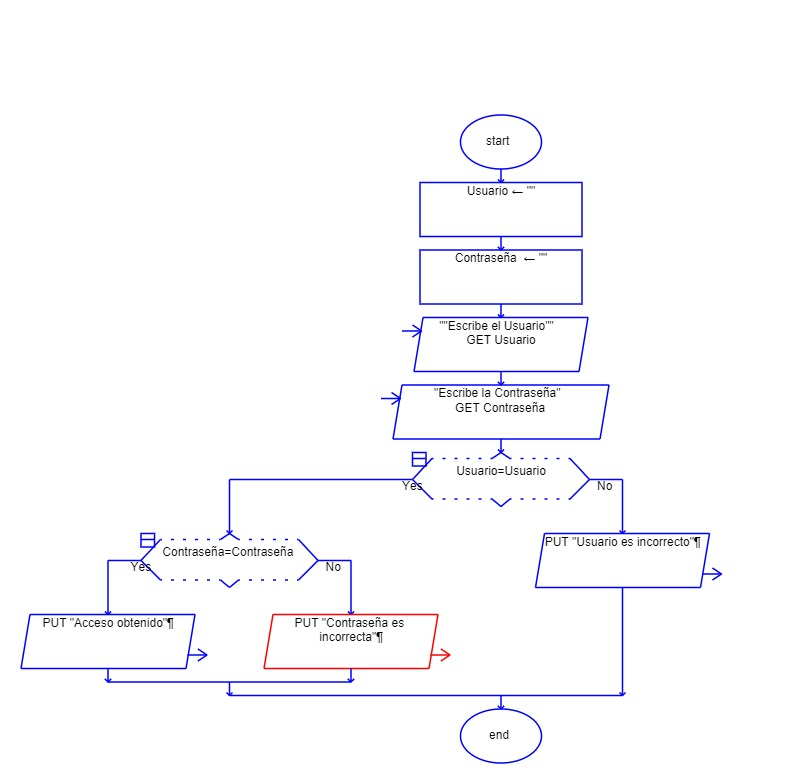 start
Usuario ← ""
Contraseña ← ""
""Escribe el Usuario""
GET Usuario
"Escribe la Contraseña"
GET Contraseña
Usuario=Usuario
Yes
No
Contraseña=Contraseña
Yes
No
PUT "Usuario es incorrecto"¶
PUT "Acceso obtenido"¶
PUT "Contraseña es
incorrecta"¶
end